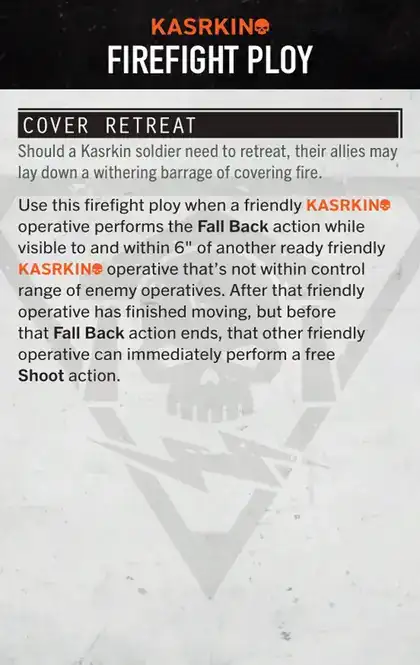 KASRKIN
FIREFIGHT PLOY
COVER RETREAT
Should a Kasrkin soldier need to retreat, their allies may
lay down a withering barrage of covering fire.
Use this firefight ploy when a friendly KASRKIN
operative performs the Fall Back action while
visible to and within 6" of another ready friendly
KASRKIN operative that’s not within control
range of enemy operatives. After that friendly
operative has finished moving, but before
that Fall Back action ends, that other friendly
operative can immediately perform a free
Shoot action.